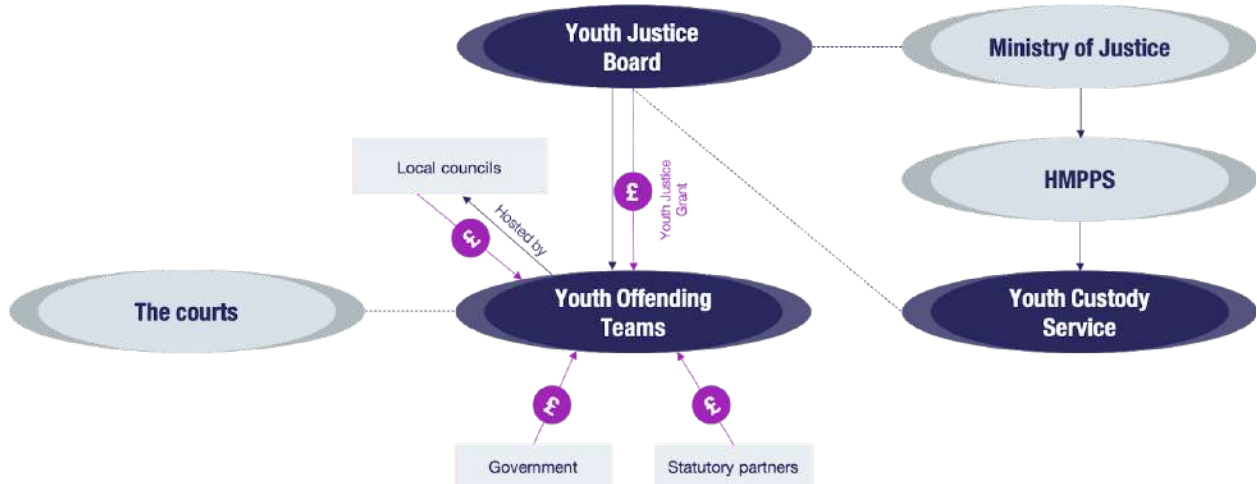 Youth Justice
Board
Ministry of Justice
Local councils
HMPPS
£
Youth Justice
Grant
Hosted by
£
The courts
Youth Offending
Teams
Youth Custody
Service
£
£
Government
Statutory partners